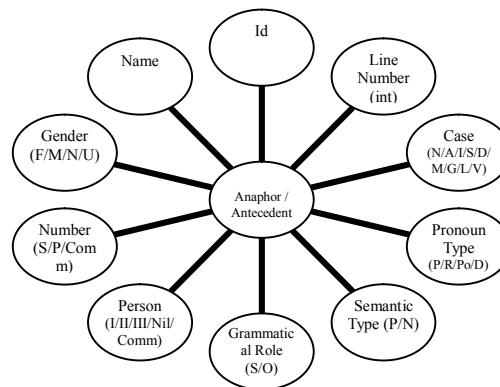 Id
Name
Line
Number
(int)
Gender
(F/M/N/U)
Case
(N/A/I/S/D/
M/G/L/V)
Anaphor /
Antecedent
Number
(S/P/Com
m)
Pronoun
Type
(P/R/Po/D)
Person
(I/II/III/Nil/
Comm)
Semantic
Type (P/N)
Grammatic
al Role
(S/O)